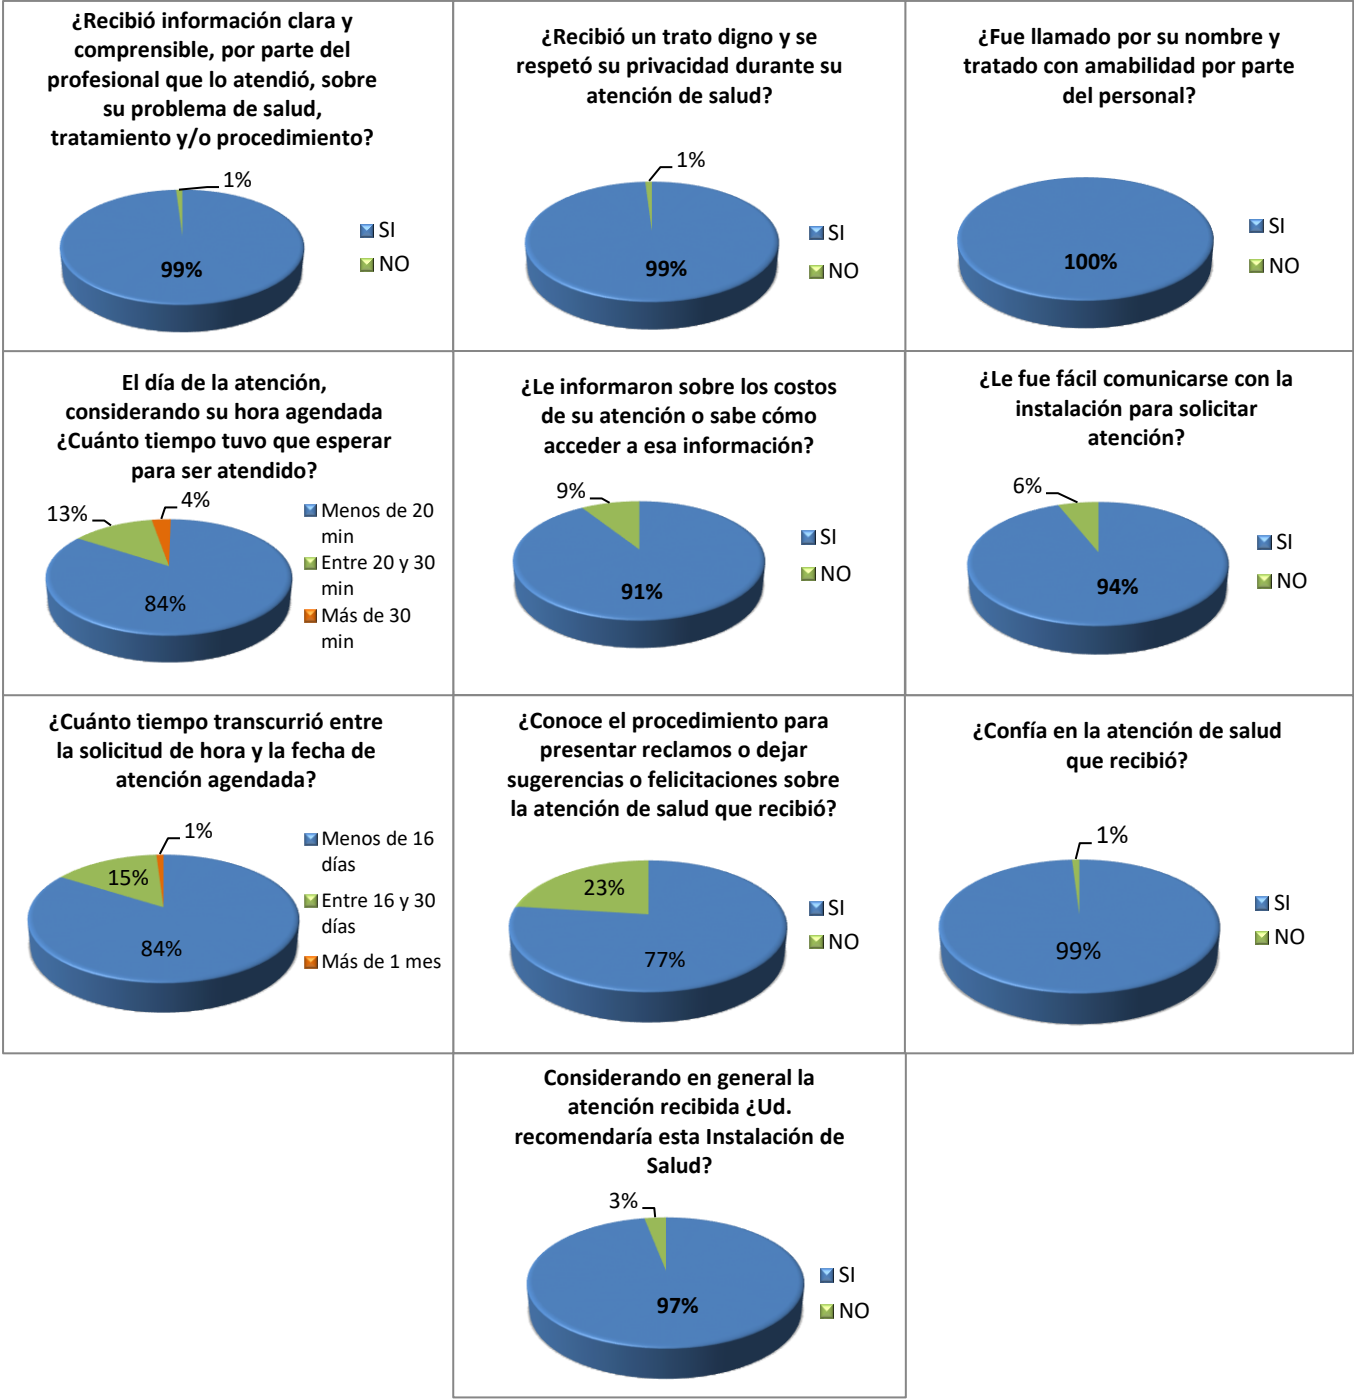 ¿Recibió información clara y
comprensible, por parte del
profesional que lo atendió, sobre
su problema de salud,
tratamiento y/o procedimiento?
1%
99%
SI
NO
¿Recibió un trato digno y se
respetó su privacidad durante su
atención de salud?
1%
99%
SI
NO
¿Fue llamado por su nombre y
tratado con amabilidad por parte
del personal?
100%
SI
NO
El día de la atención,
considerando su hora agendada
¿Cuánto tiempo tuvo que esperar
para ser atendido?
13%
4%
84%
Menos de 20
min
Entre 20 y 30
min
Más de 30
min
¿Le informaron sobre los costos
de su atención o sabe cómo
acceder a esa información?
9%
91%
SI
NO
¿Le fue fácil comunicarse con la
instalación para solicitar
atención?
6%
94%
SI
NO
¿Cuánto tiempo transcurrió entre
la solicitud de hora y la fecha de
atención agendada?
1%
15%
84%
Menos de 16
días
Entre 16 y 30
días
Más de 1 mes
¿Conoce el procedimiento para
presentar reclamos o dejar
sugerencias o felicitaciones sobre
la atención de salud que recibió?
23%
77%
SI
NO
¿Confía en la atención de salud
que recibió?
1%
99%
SI
NO
Considerando en general la
atención recibida ¿Ud.
recomendaría esta Instalación de
Salud?
3%
97%
SI
NO